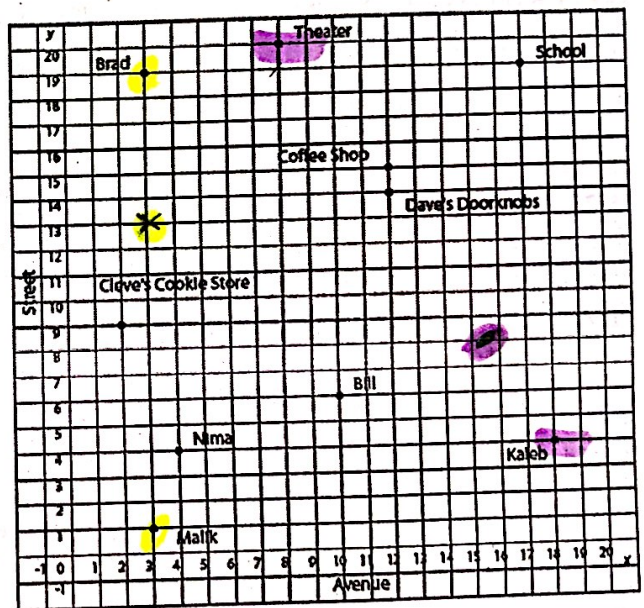 y
Theater
20
Brad
School
19
18
17
16
Coffee Shop
15
14
Dave's Doorknobs
13
12
11
Street
Cleve's Cookie Store
10
9
8
7
Bill
6
5
Nima
4
Kaleb
3
2
1
Malik
-1 0 1 2 3 4 5 6 7 8 9 10 11 12 13 14 15 16 17 18 19 20 x
-1
Avenue